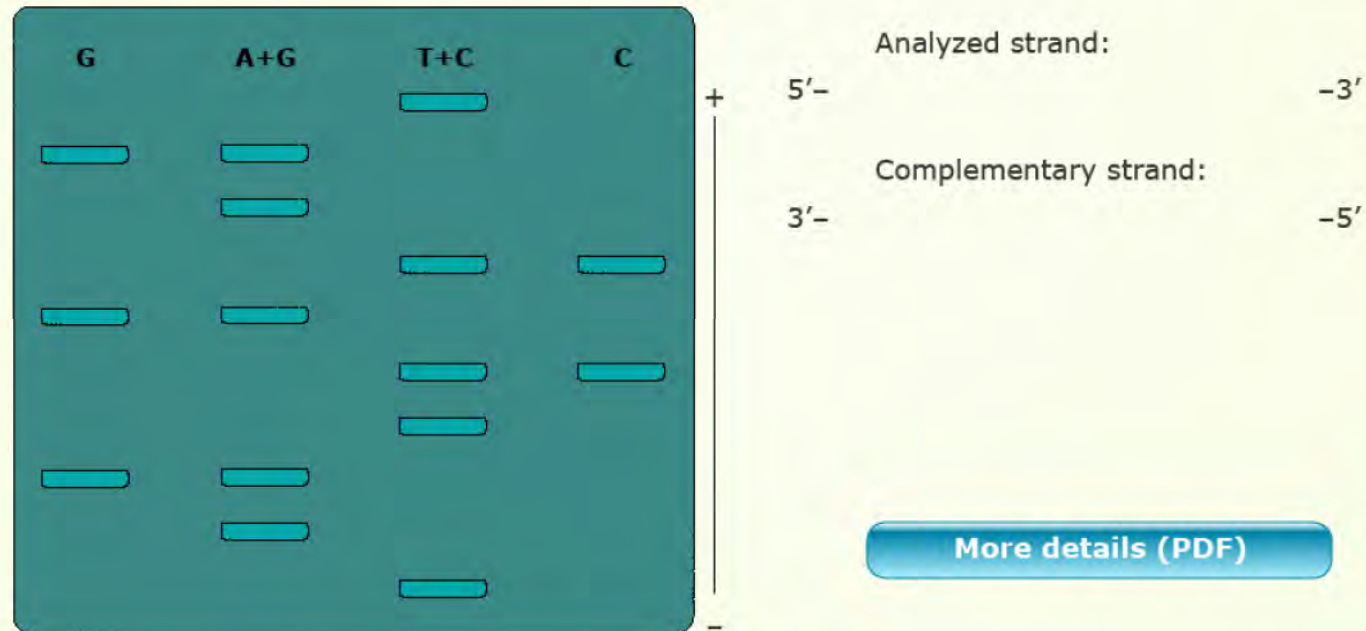 G A+G T+C C
+
–
Analyzed strand:
5′– –3′
Complementary strand:
3′– –5′
More details (PDF)